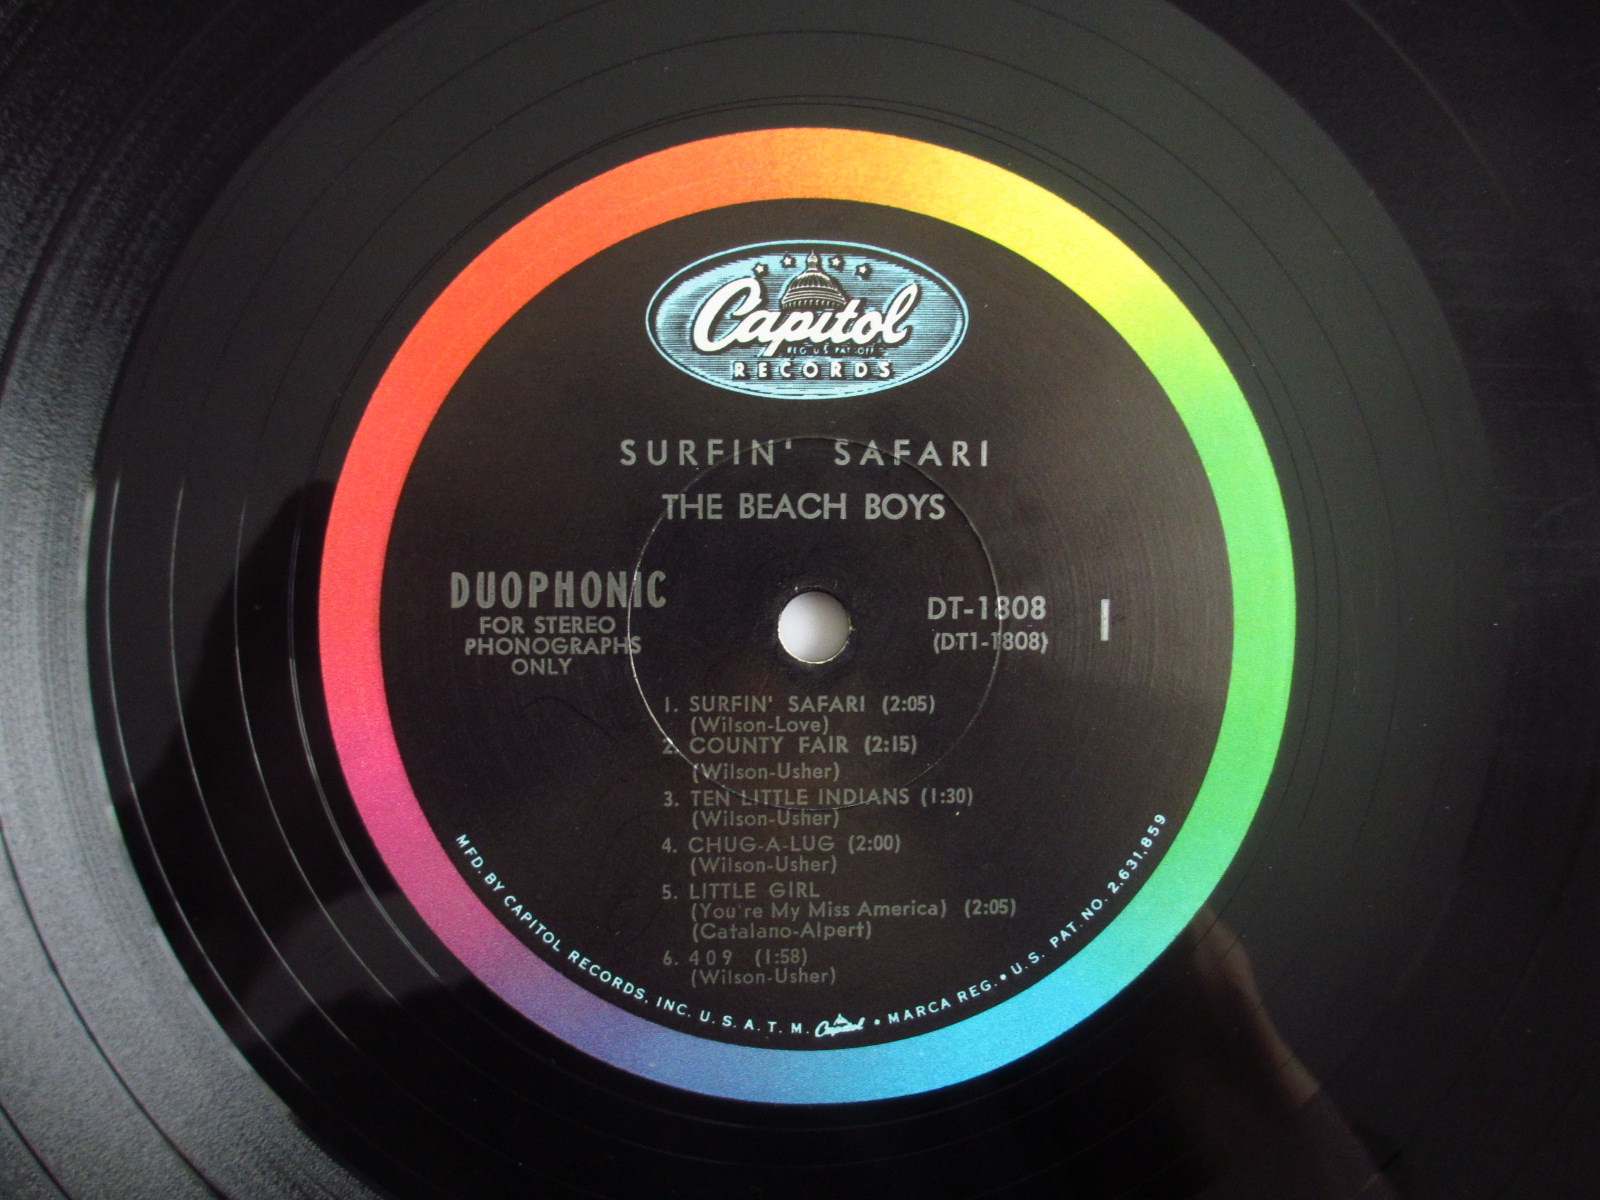 Capitol
REG. U.S. PAT. OFF.
RECORDS
SURFIN' SAFARI
THE BEACH BOYS
DUOPHONIC
FOR STEREO
PHONOGRAPHS
ONLY
DT-1808
(DT1-1808)
1
1. SURFIN' SAFARI (2:05)
(Wilson-Love)
2. COUNTY FAIR (2:15)
(Wilson-Usher)
3. TEN LITTLE INDIANS (1:30)
(Wilson-Usher)
4. CHUG-A-LUG (2:00)
(Wilson-Usher)
5. LITTLE GIRL
(You're My Miss America) (2:05)
(Catalano-Alpert)
6. 409 (1:58)
(Wilson-Usher)
MFD. BY CAPITOL RECORDS, INC. U.S.A. T.M. Capitol • MARCA REG. • U.S. PAT. NO. 2,631,859